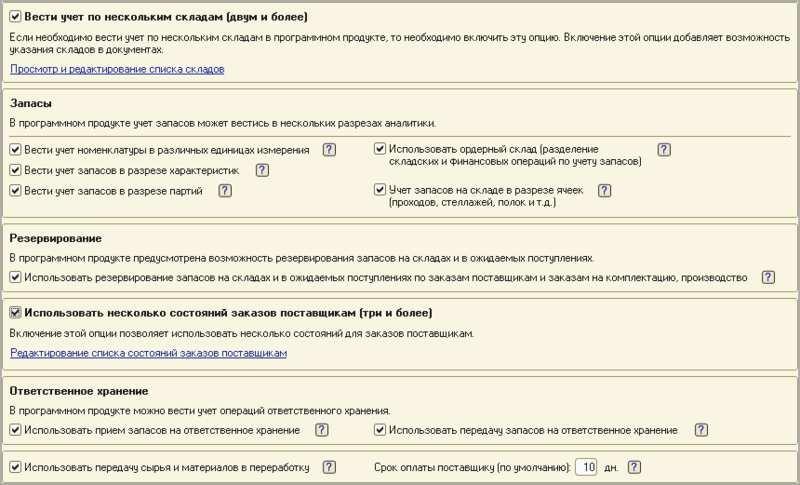 Вести учет по нескольким складам (двум и более)
Если необходимо вести учет по нескольким складам в программном продукте, то необходимо включить эту опцию. Включение этой опции добавляет возможность
указания складов в документах.
Просмотр и редактирование списка складов
Запасы
В программном продукте учет запасов может вестись в нескольких разрезах аналитики.
Вести учет номенклатуры в различных единицах измерения ?
Использовать ордерный склад (разделение ?
складских и финансовых операций по учету запасов)
Вести учет запасов в разрезе характеристик ?
Вести учет запасов в разрезе партий ?
Учет запасов на складе в разрезе ячеек ?
(проходов, стеллажей, полок и т.д.)
Резервирование
В программном продукте предусмотрена возможность резервирования запасов на складах и в ожидаемых поступлениях.
Использовать резервирование запасов на складах и в ожидаемых поступлениях по заказам поставщикам и заказам на комплектацию, производство ?
Использовать несколько состояний заказов поставщикам (три и более)
Включение этой опции позволяет использовать несколько состояний для заказов поставщикам.
Редактирование списка состояний заказов поставщикам
Ответственное хранение
В программном продукте можно вести учет операций ответственного хранения.
Использовать прием запасов на ответственное хранение ? Использовать передачу запасов на ответственное хранение ?
Использовать передачу сырья и материалов в переработку ? Срок оплаты поставщику (по умолчанию): 10 дн. ?